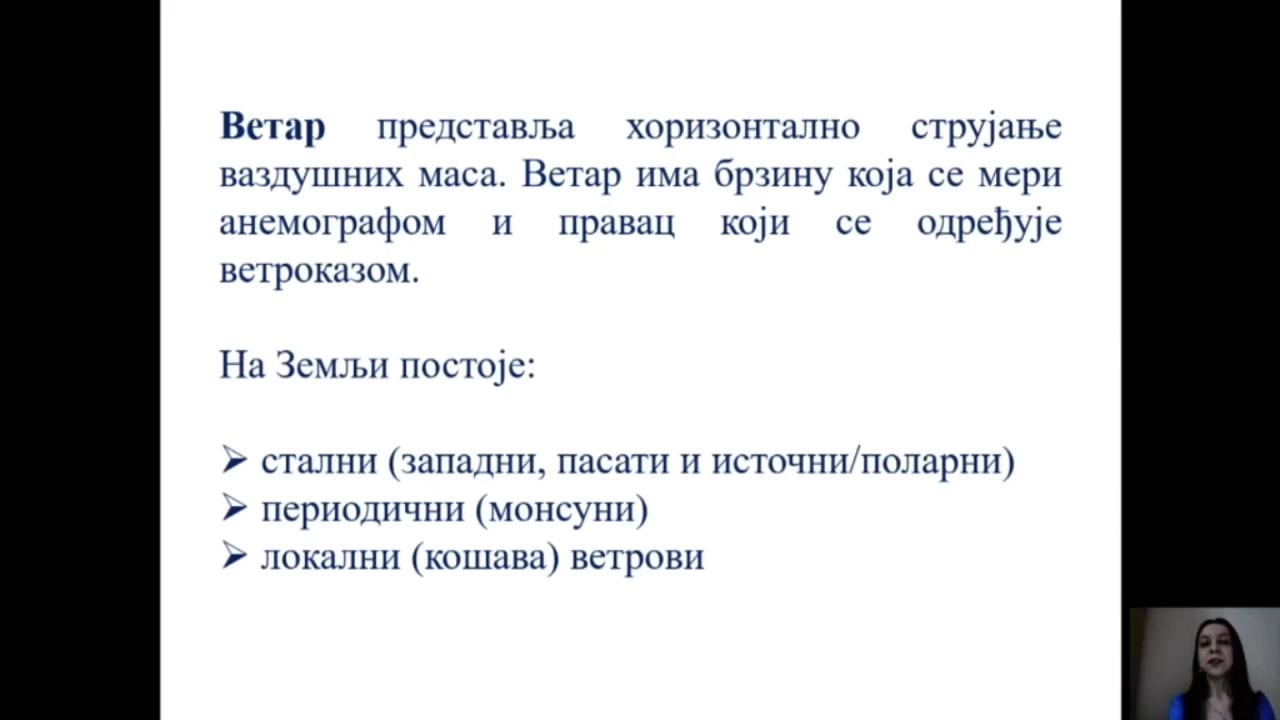 Ветар представља хоризонтално струјање
ваздушних маса. Ветар има брзину која се мери
анемографом и правац који се одређује
ветроказом.
На Земљи постоје:
➢ стални (западни, пасати и источни/поларни)
➢ периодични (монсуни)
➢ локални (кошава) ветрови